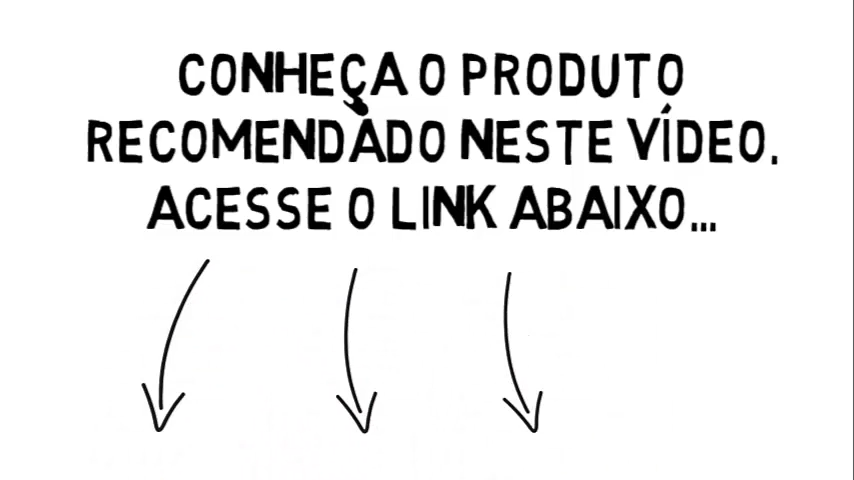 CONHEÇA O PRODUTO
RECOMENDADO NESTE VÍDEO.
ACESSE O LINK ABAIXO...